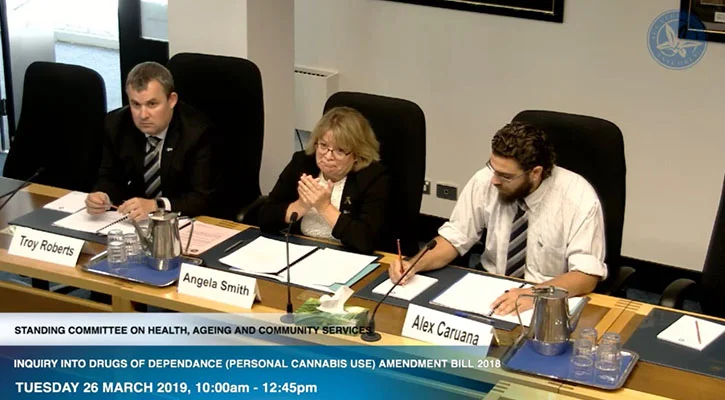 Troy Roberts
Angela Smith
Alex Caruana
STANDING COMMITTEE ON HEALTH, AGEING AND COMMUNITY SERVICES
INQUIRY INTO DRUGS OF DEPENDANCE (PERSONAL CANNABIS USE) AMENDMENT BILL 2018
TUESDAY 26 MARCH 2019, 10:00am - 12:45pm